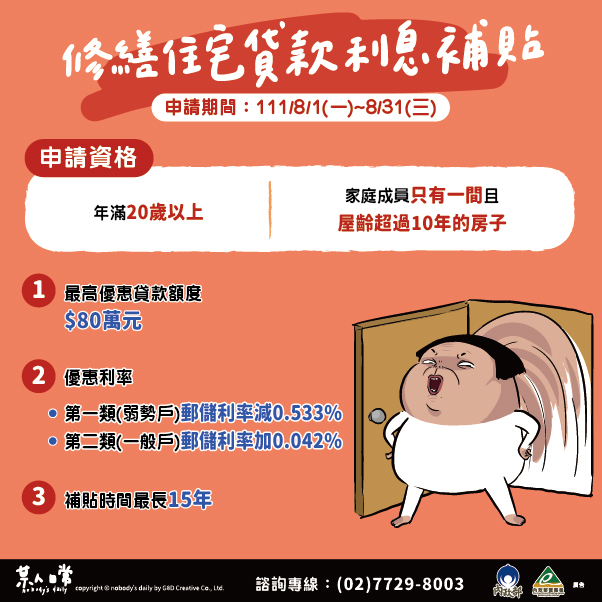 修繕住宅貸款利息補貼
申請期間：111/8/1(一)~8/31(三)
申請資格
年滿20歲以上
家庭成員只有一間且
屋齡超過10年的房子
1 最高優惠貸款額度
$80萬元
2 優惠利率
• 第一類(弱勢戶)郵儲利率減0.533%
• 第二類(一般戶)郵儲利率加0.042%
3 補貼時間最長15年
某人日常 nobody's daily copyright © nobody's daily by G8D Creative Co., Ltd. 諮詢專線：(02)7729-8003 內政部 內政部營建署 廣告